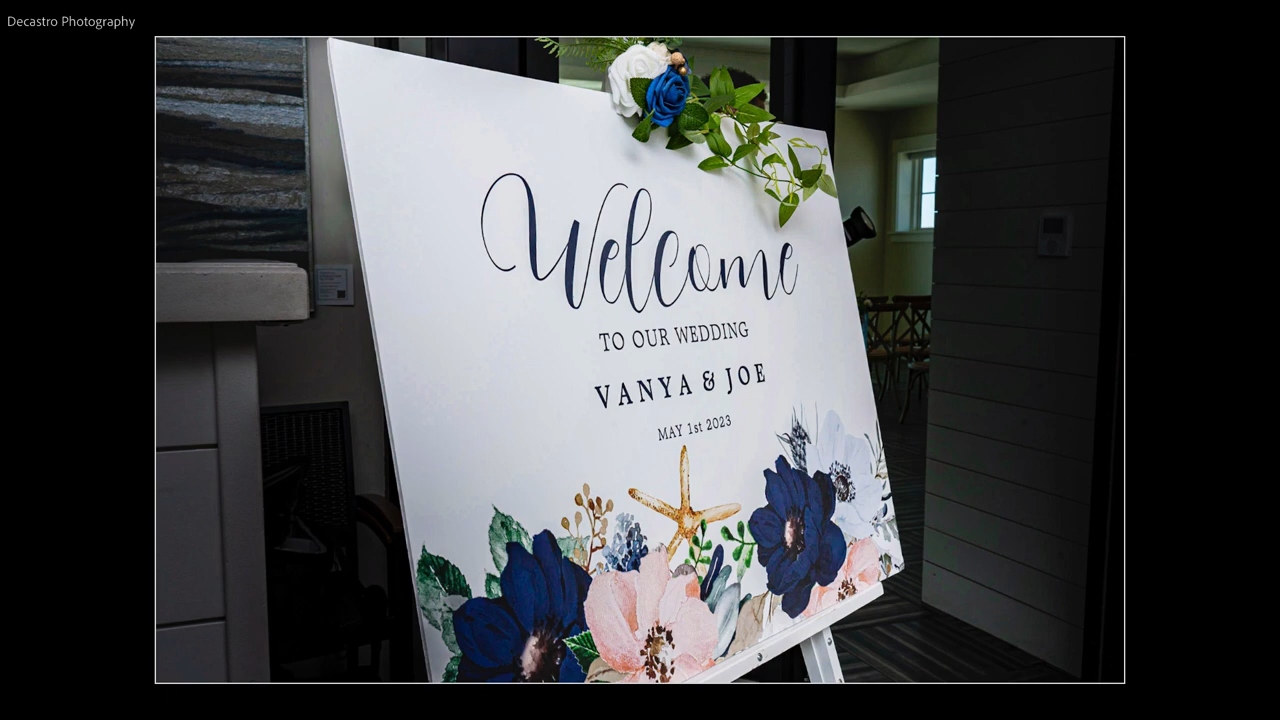 Decastro Photography
Welcome
TO OUR WEDDING
VANYA & JOE
MAY 1st 2023